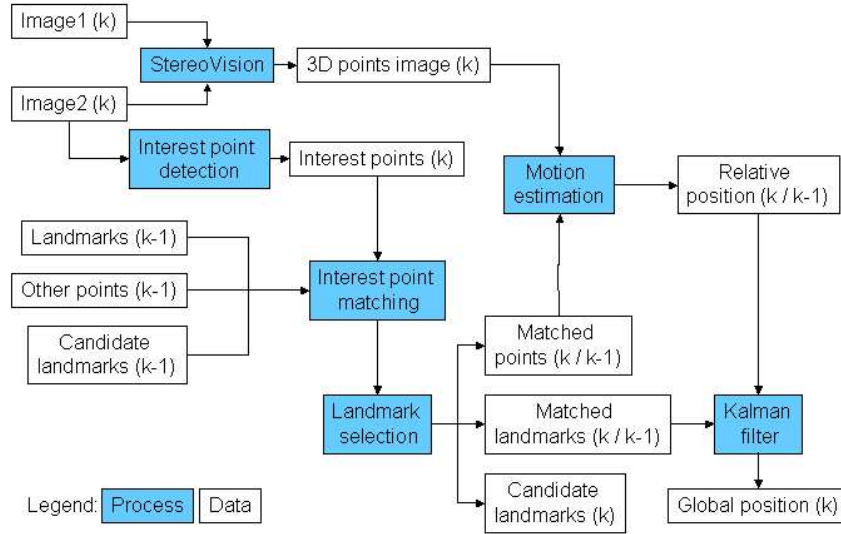 Image1 (k)
StereoVision
3D points image (k)
Image2 (k)
Interest point
detection
Interest points (k)
Motion
estimation
Relative
position (k / k-1)
Landmarks (k-1)
Other points (k-1)
Candidate
landmarks (k-1)
Interest point
matching
Matched
points (k / k-1)
Landmark
selection
Matched
landmarks (k / k-1)
Kalman
filter
Candidate
landmarks (k)
Global position (k)
Legend: Process Data